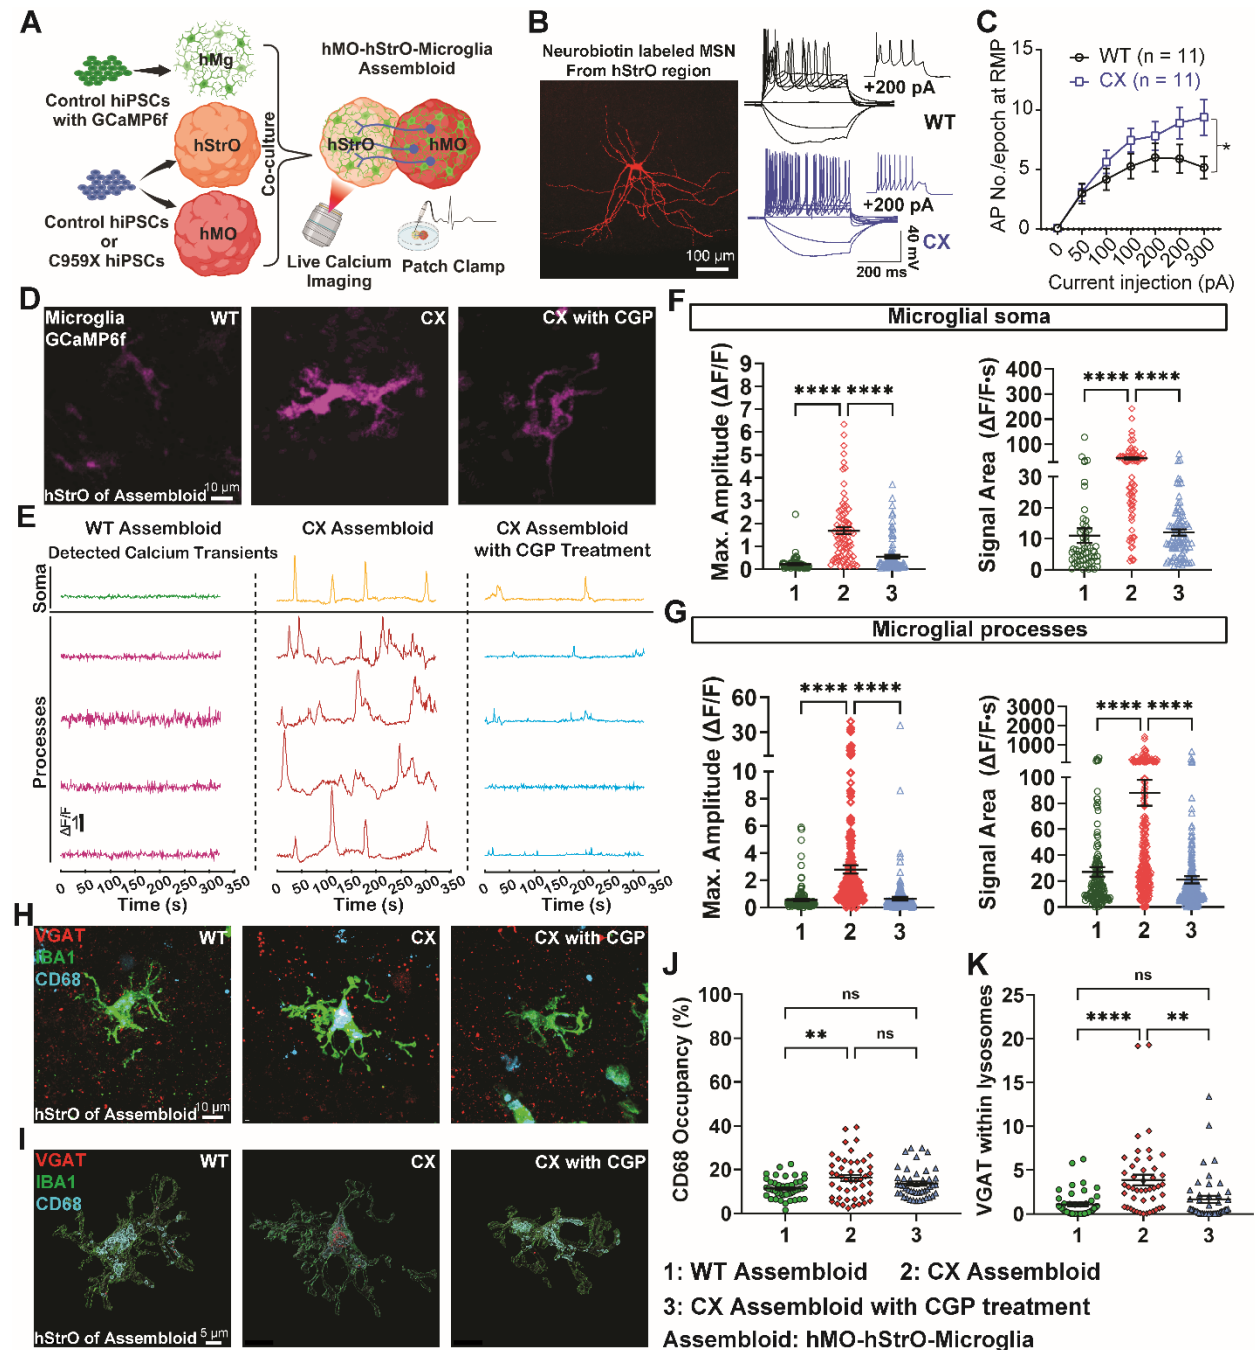 A
hMg
Control hiPSCs
with GCaMP6f
hStrO
hMO
Control hiPSCs
or
C959X hiPSCs
Co-culture
hMO-hStrO-Microglia
Assembloid
hStrO
hMO
Live Calcium
Imaging
Patch Clamp
B
Neurobiotin labeled MSN
From hStrO region
100 µm
+200 pA
WT
+200 pA
CX
40 mV
200 ms
C
AP No./epoch at RMP
15
10
5
0
WT (n = 11)
CX (n = 11)
*
0 50 100 100 200 200 300
Current injection (pA)
D
Microglia
GCaMP6f
WT
CX
CX with CGP
hStrO of Assembloid
10 µm
E
WT Assembloid
CX Assembloid
CX Assembloid
with CGP Treatment
Detected Calcium Transients
Soma
Processes
ΔF/F
1
0 50 100 150 200 250 300 350
0 50 100 150 200 250 300 350
0 50 100 150 200 250 300 350
Time (s)
Time (s)
Time (s)
F
Microglial soma
Max. Amplitude (ΔF/F)
9
8
7
6
5
4
3
2
1
0
**** ****
1 2 3
Signal Area (ΔF/F•s)
400
300
200
100
30
20
10
0
**** ****
1 2 3
G
Microglial processes
Max. Amplitude (ΔF/F)
60
30
10
8
6
4
2
0
**** ****
1 2 3
Signal Area (ΔF/F•s)
3000
2000
1000
100
80
60
40
20
0
**** ****
1 2 3
H
VGAT
IBA1
CD68
WT
CX
CX with CGP
hStrO of Assembloid
10 µm
I
VGAT
IBA1
CD68
WT
CX
CX with CGP
hStrO of Assembloid
5 µm
J
CD68 Occupancy (%)
100
80
60
40
20
0
ns
** ns
1 2 3
K
VGAT within lysosomes
25
20
15
10
5
0
ns
**** **
1 2 3
1: WT Assembloid 2: CX Assembloid
3: CX Assembloid with CGP treatment
Assembloid: hMO-hStrO-Microglia